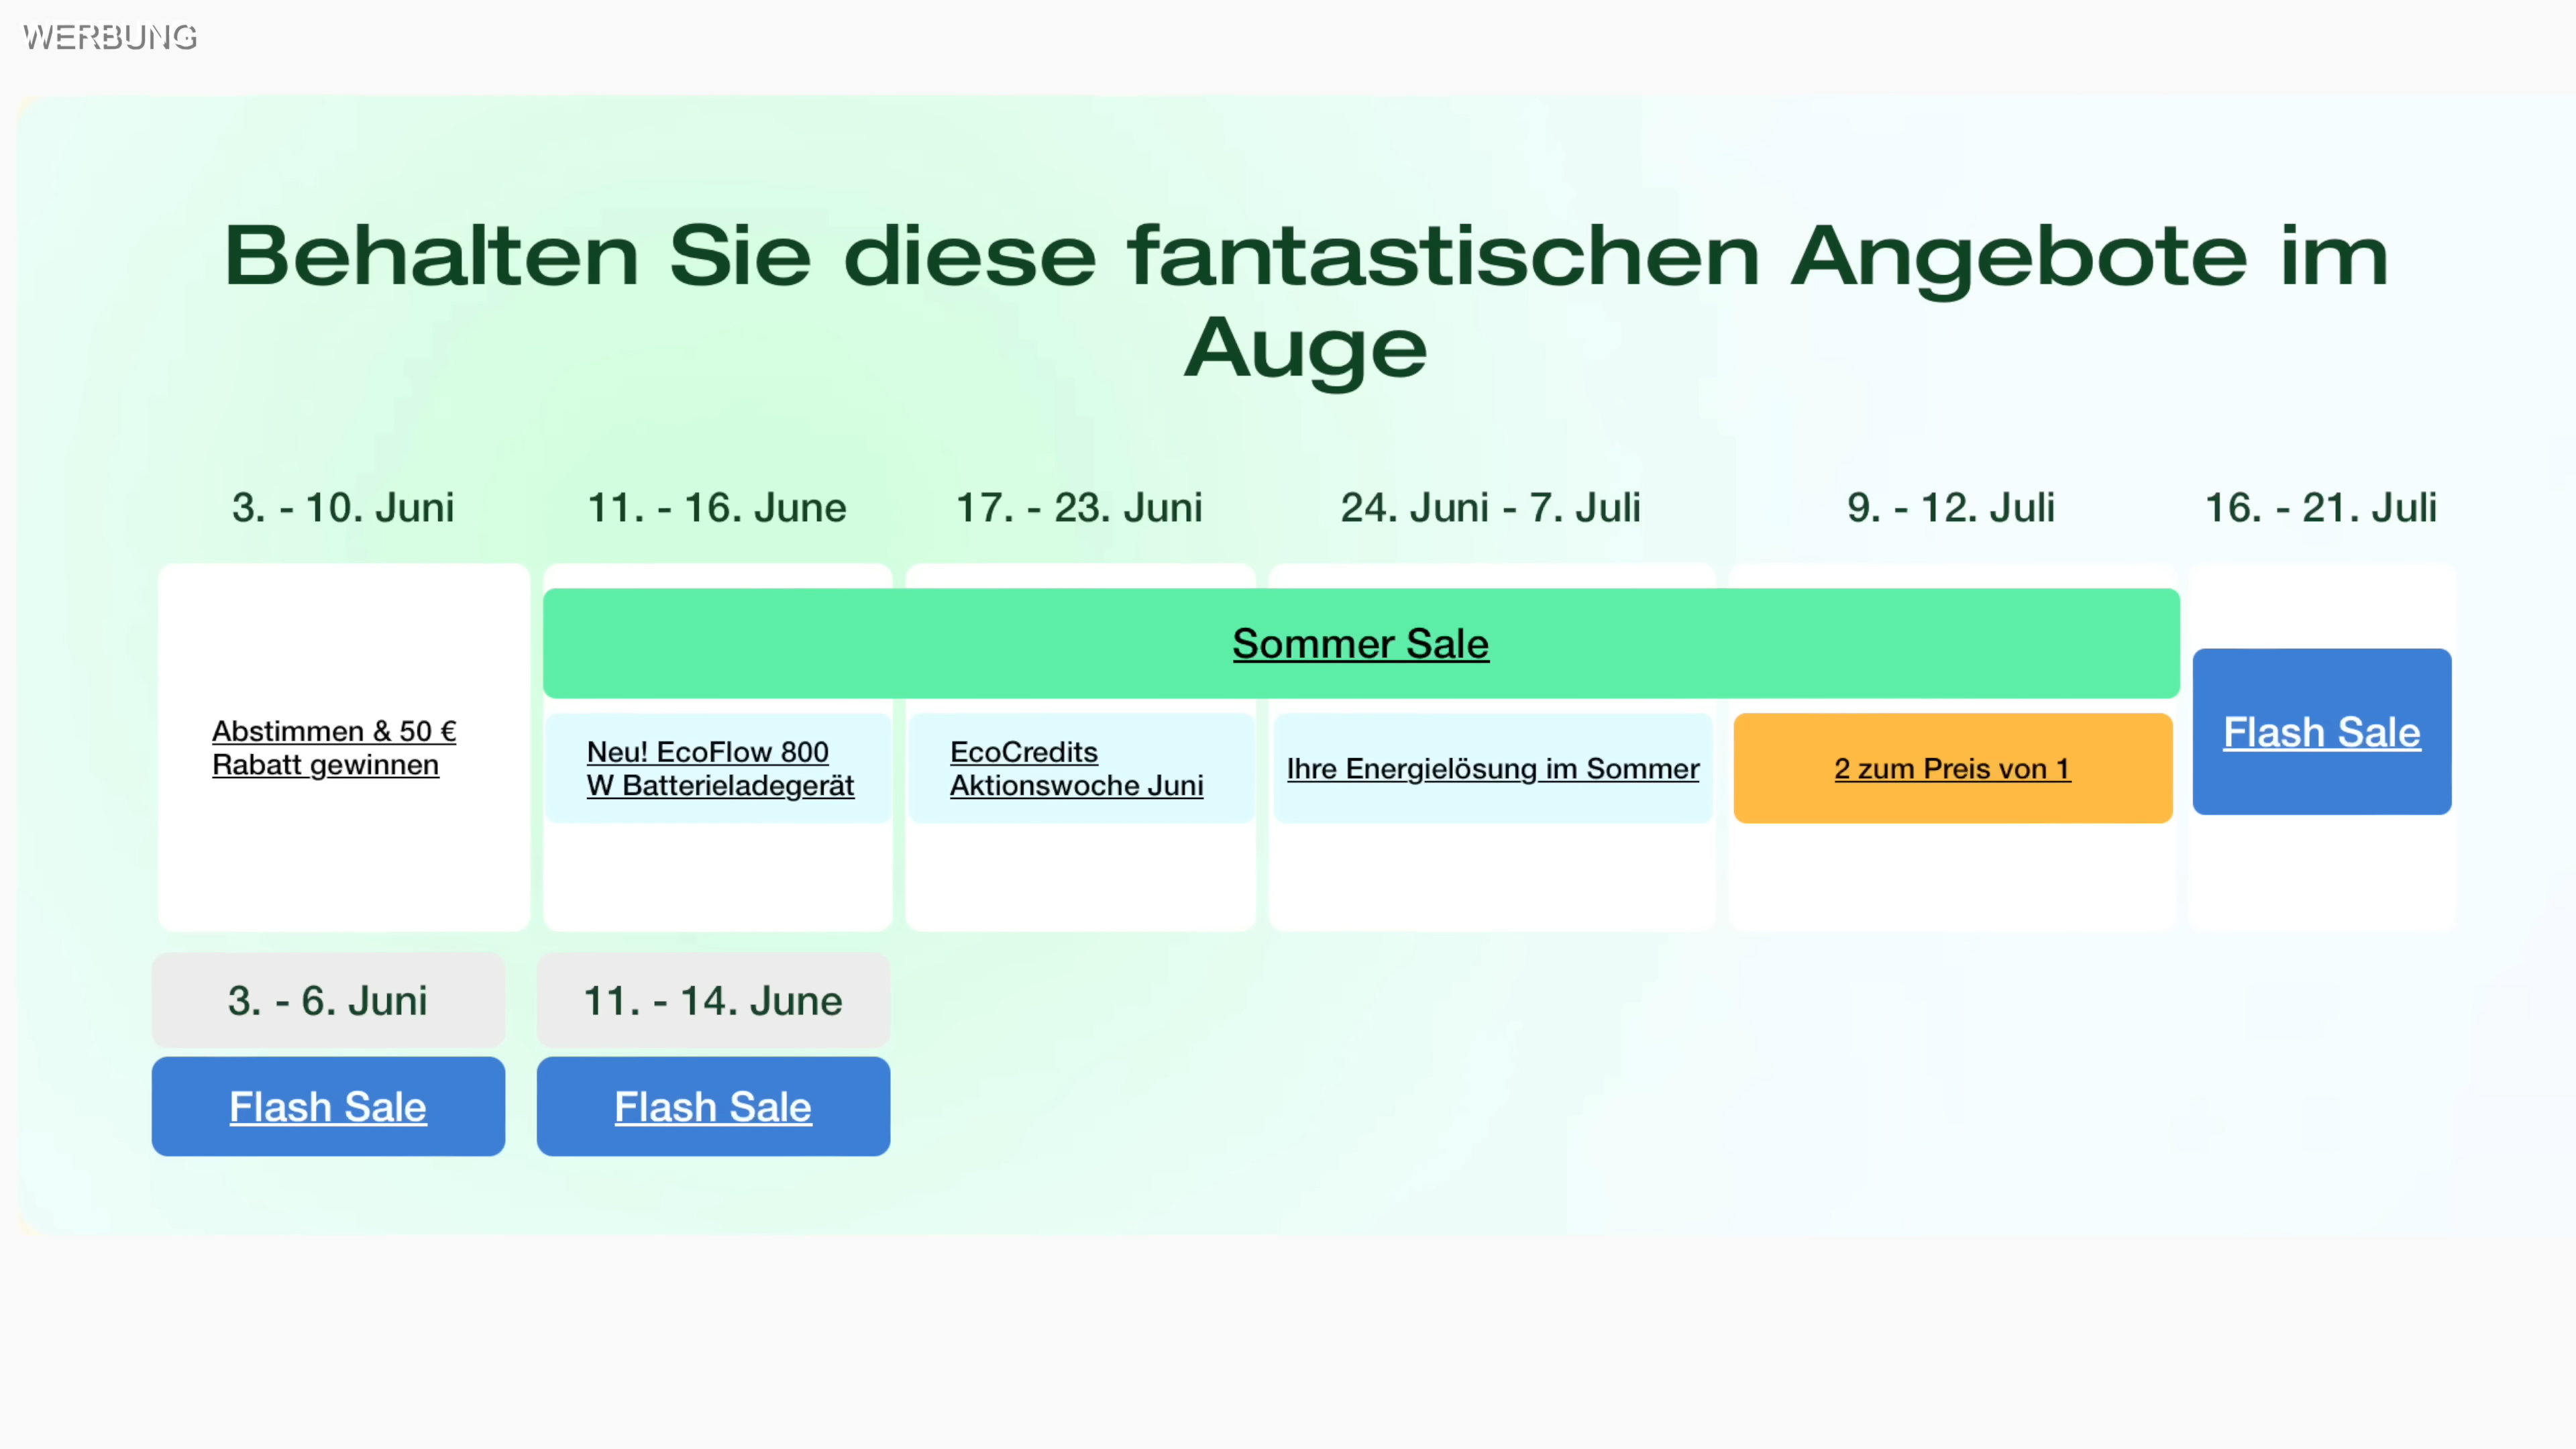 WERBUNG
Behalten Sie diese fantastischen Angebote im
Auge
3. - 10. Juni
11. - 16. June
17. - 23. Juni
24. Juni - 7. Juli
9. - 12. Juli
16. - 21. Juli
Sommer Sale
Abstimmen & 50 €
Rabatt gewinnen
Neu! EcoFlow 800
W Batterieladegerät
EcoCredits
Aktionswoche Juni
Ihre Energielösung im Sommer
2 zum Preis von 1
Flash Sale
3. - 6. Juni
11. - 14. June
Flash Sale
Flash Sale